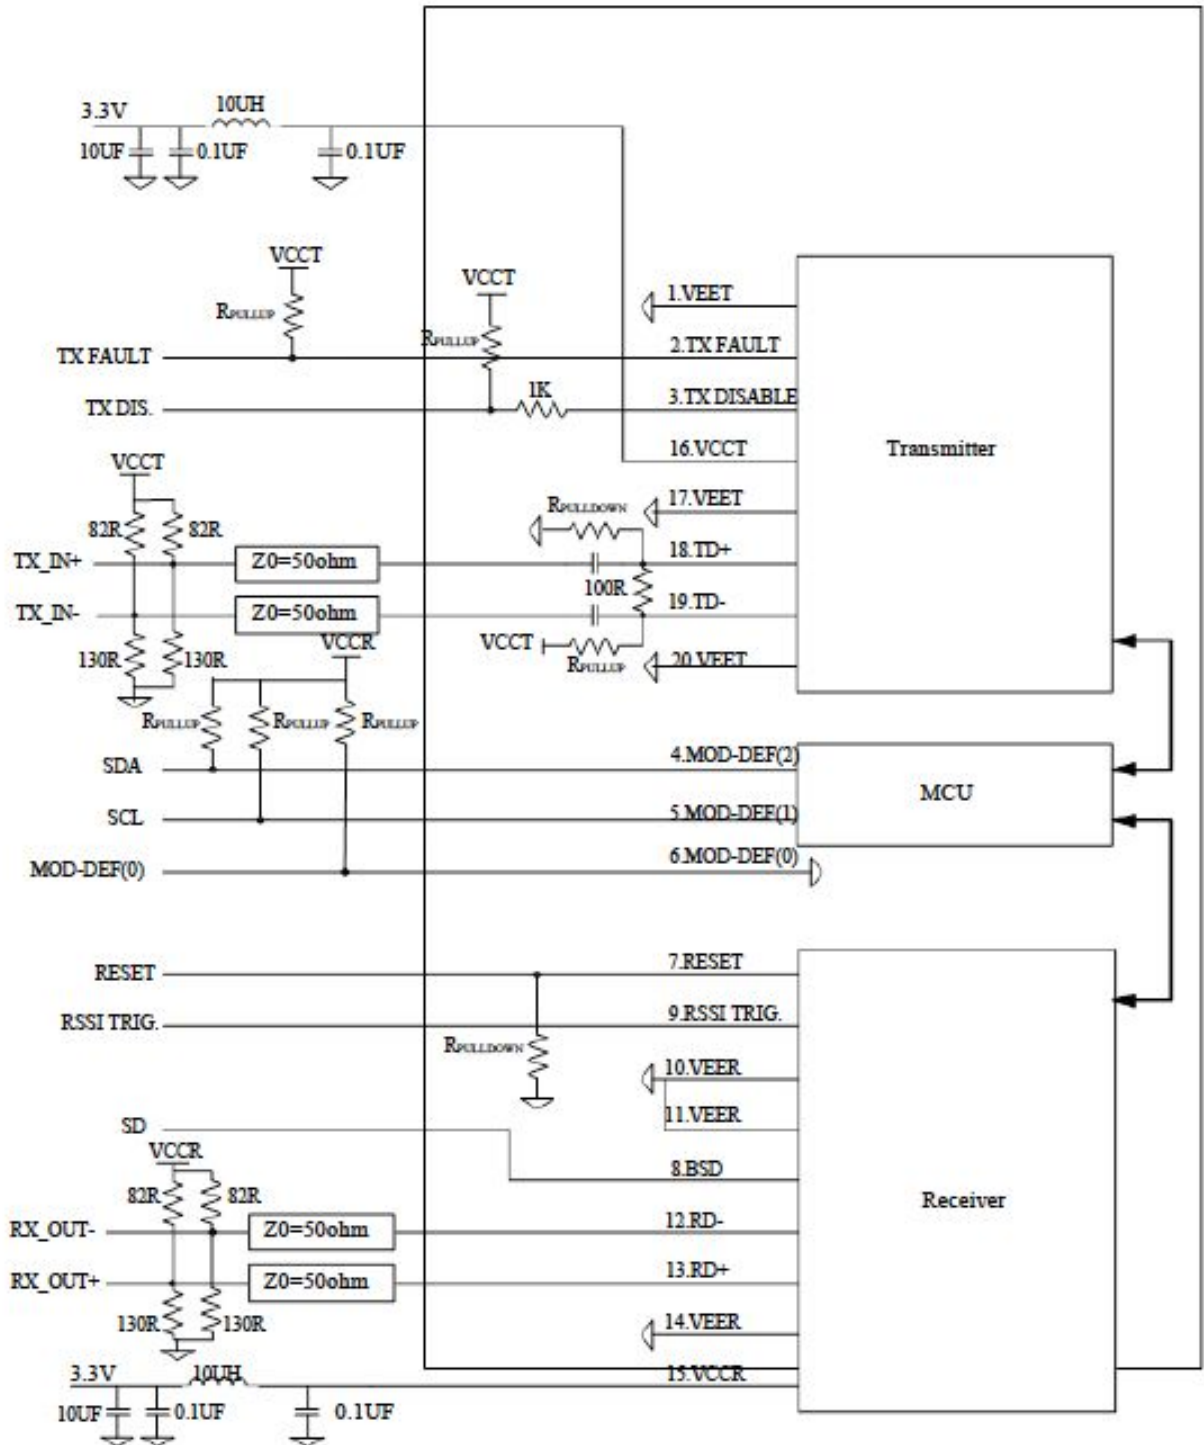 3.3V
10UH
10UF
0.1UF
0.1UF
VCCT
VCCT
RPULLUP
RPULLUP
1.VEET
TX FAULT
2.TX FAULT
TX DIS.
1K
3.TX DISABLE
Transmitter
16.VCCT
VCCT
RPULLDOWN
17.VEET
82R
82R
TX_IN+
Z0=50ohm
18.TD+
100R
TX_IN-
Z0=50ohm
19.TD-
VCCR
VCCT
130R
130R
RPULLUP
20.VEET
RPULLUP
RPULLUP
RPULLUP
SDA
4.MOD-DEF(2)
MCU
SCL
5.MOD-DEF(1)
MOD-DEF(0)
6.MOD-DEF(0)
RESET
7.RESET
RSSI TRIG.
9.RSSI TRIG.
RPULLDOWN
10.VEER
SD
11.VEER
VCCR
8.BSD
82R
82R
Receiver
RX_OUT-
Z0=50ohm
12.RD-
RX_OUT+
Z0=50ohm
13.RD+
130R
130R
14.VEER
3.3V
10UH
15.VCCR
10UF
0.1UF
0.1UF